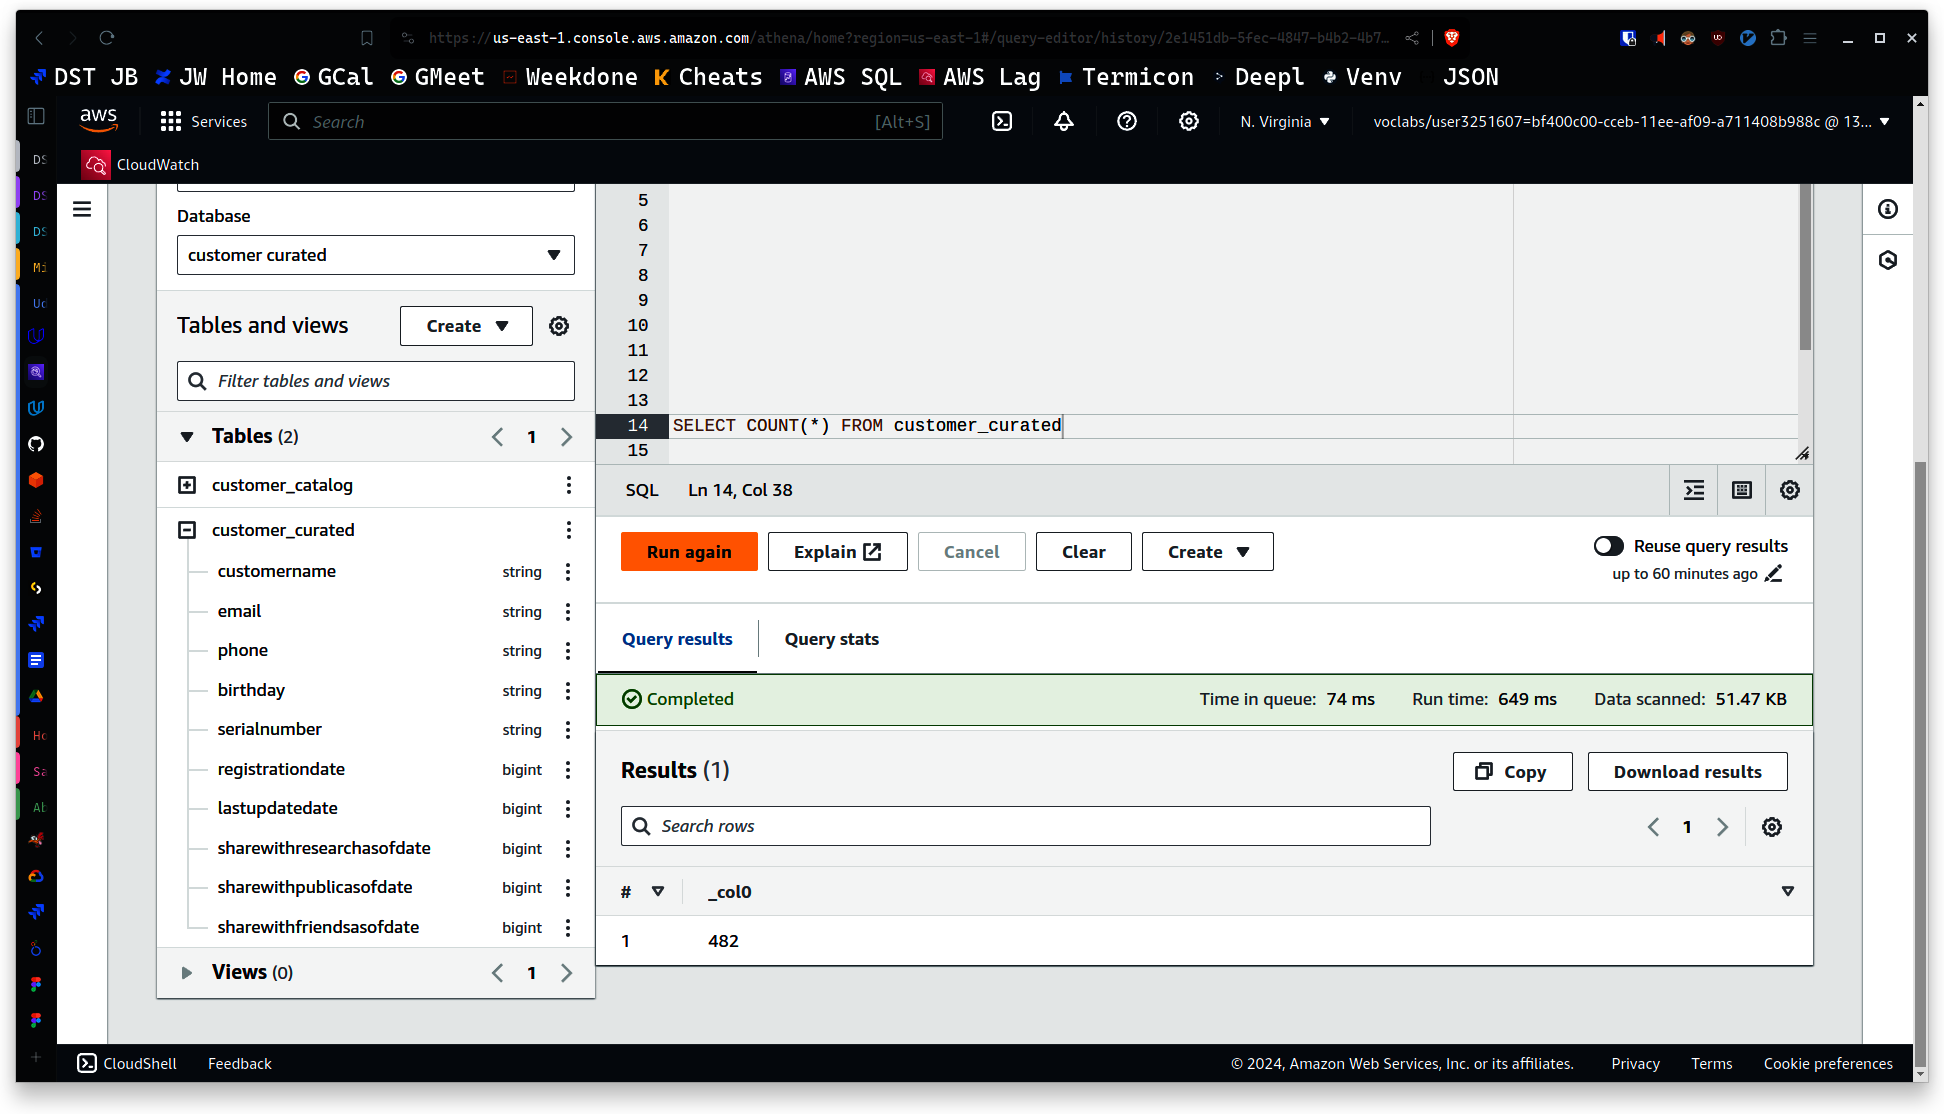 https://us-east-1.console.aws.amazon.com/athena/home?region=us-east-1#/query-editor/history/2e1451db-5fec-4847-b4b2-4b7...
DST JB JW Home GCal GMeet Weekdone Cheats AWS SQL AWS Lag Termicon Deepl Venv JSON
aws Services Search [Alt+S] N. Virginia voclabs/user3251607=bf400c00-cceb-11ee-af09-a711408b988c @ 13...
CloudWatch
DS
DS
DS
Mi
Ud
Ho
Sa
Ab
Database
customer curated
Tables and views
Create
Filter tables and views
Tables (2)
1
customer_catalog
customer_curated
customername string
email string
phone string
birthday string
serialnumber string
registrationdate bigint
lastupdatedate bigint
sharewithresearchasofdate bigint
sharewithpublicasofdate bigint
sharewithfriendsasofdate bigint
Views (0)
1
5
6
7
8
9
10
11
12
13
14 SELECT COUNT(*) FROM customer_curated
15
SQL Ln 14, Col 38
Run again Explain Cancel Clear Create
Reuse query results
up to 60 minutes ago
Query results Query stats
Completed Time in queue: 74 ms Run time: 649 ms Data scanned: 51.47 KB
Results (1)
Copy Download results
Search rows
1
# _col0
1 482
CloudShell Feedback © 2024, Amazon Web Services, Inc. or its affiliates. Privacy Terms Cookie preferences